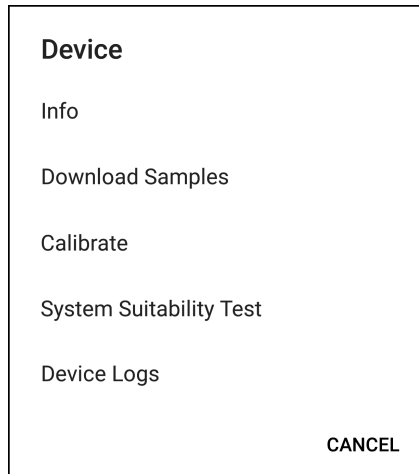 Device
Info
Download Samples
Calibrate
System Suitability Test
Device Logs
CANCEL